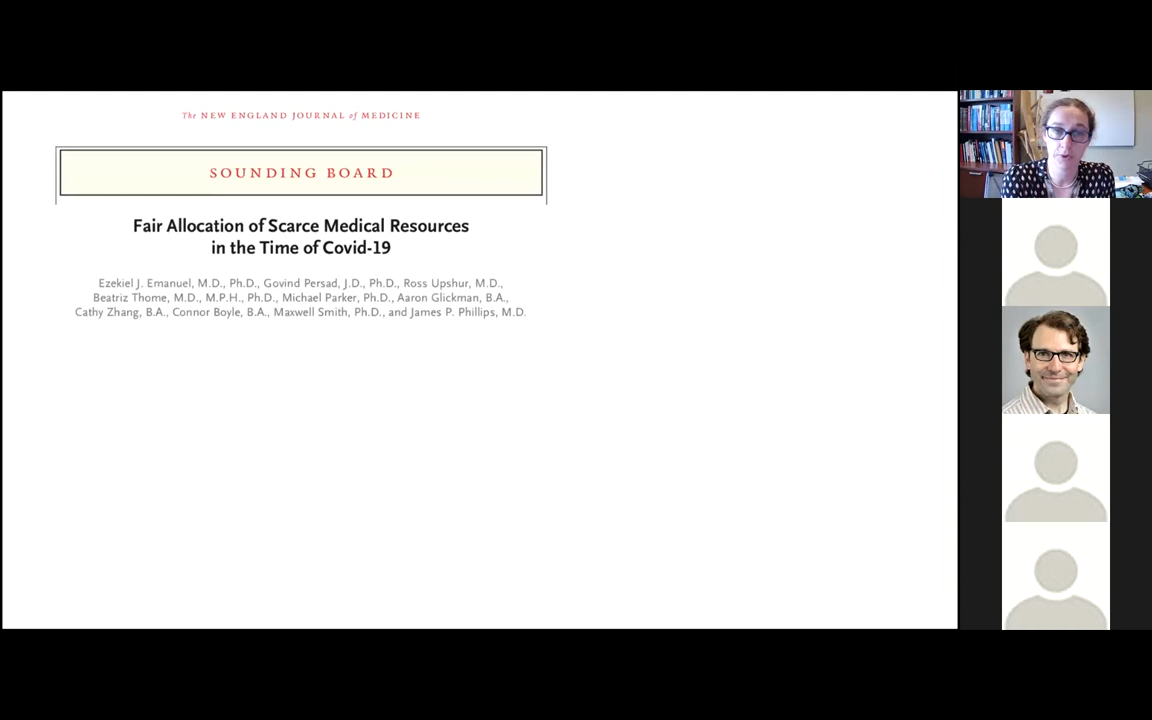 The NEW ENGLAND JOURNAL of MEDICINE
SOUNDING BOARD
Fair Allocation of Scarce Medical Resources
in the Time of Covid-19
Ezekiel J. Emanuel, M.D., Ph.D., Govind Persad, J.D., Ph.D., Ross Upshur, M.D.,
Beatriz Thome, M.D., M.P.H., Ph.D., Michael Parker, Ph.D., Aaron Glickman, B.A.,
Cathy Zhang, B.A., Connor Boyle, B.A., Maxwell Smith, Ph.D., and James P. Phillips, M.D.